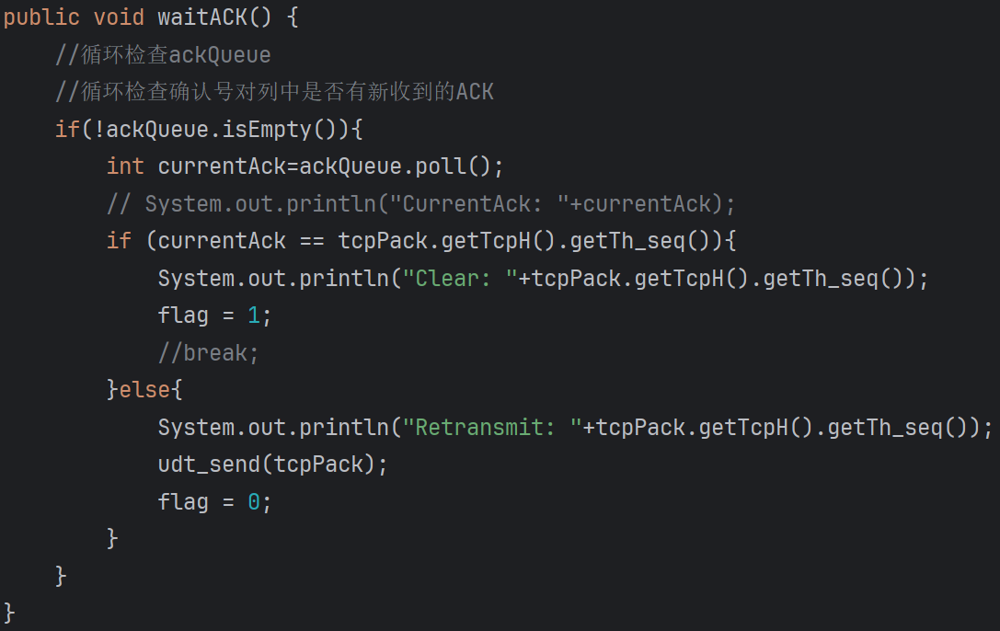 public void waitACK() {
    //循环检查ackQueue
    //循环检查确认号对列中是否有新收到的ACK
    if(!ackQueue.isEmpty()){
        int currentAck=ackQueue.poll();
        // System.out.println("CurrentAck: "+currentAck);
        if (currentAck == tcpPack.getTcpH().getTh_seq()){
            System.out.println("Clear: "+tcpPack.getTcpH().getTh_seq());
            flag = 1;
            //break;
        }else{
            System.out.println("Retransmit: "+tcpPack.getTcpH().getTh_seq());
            udt_send(tcpPack);
            flag = 0;
        }
    }
}